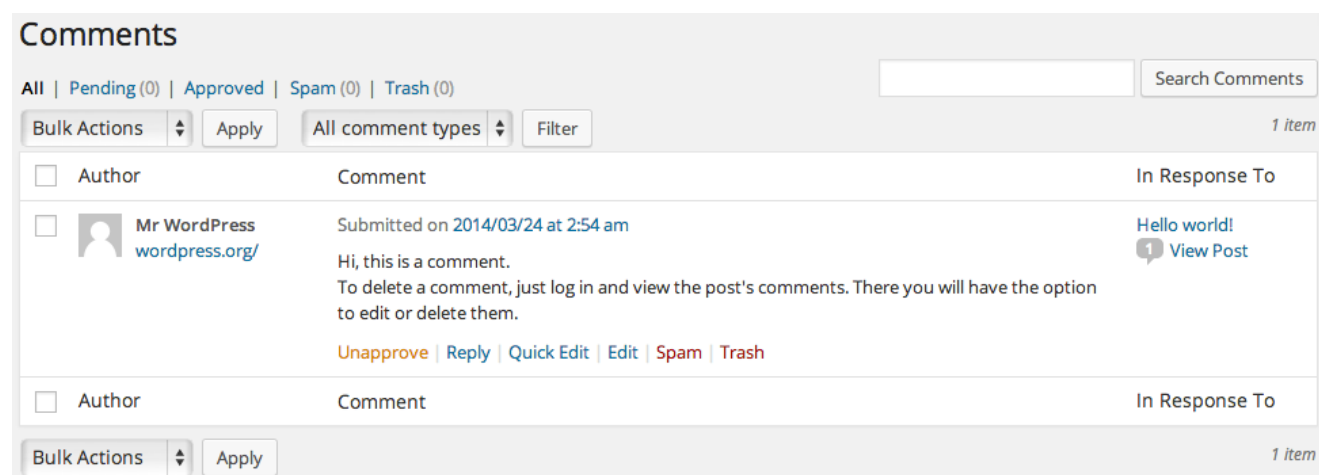 Comments
All | Pending (0) | Approved | Spam (0) | Trash (0)
Search Comments
Bulk Actions Apply All comment types Filter 1 item
Author Comment In Response To
Mr WordPress Submitted on 2014/03/24 at 2:54 am Hello world!
wordpress.org/ 1 View Post
Hi, this is a comment.
To delete a comment, just log in and view the post's comments. There you will have the option
to edit or delete them.
Unapprove | Reply | Quick Edit | Edit | Spam | Trash
Author Comment In Response To
Bulk Actions Apply 1 item